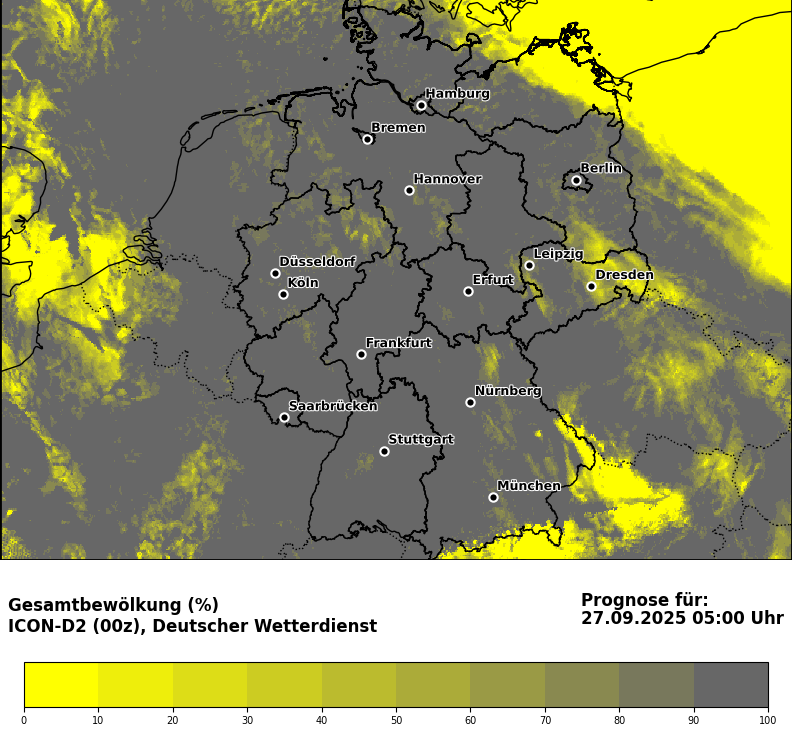 Hamburg
Bremen
Berlin
Hannover
Leipzig
Düsseldorf
Dresden
Köln
Erfurt
Frankfurt
Nürnberg
Saarbrücken
Stuttgart
München
Gesamtbewölkung (%)
ICON-D2 (00z), Deutscher Wetterdienst
Prognose für:
27.09.2025 05:00 Uhr
0 10 20 30 40 50 60 70 80 90 100